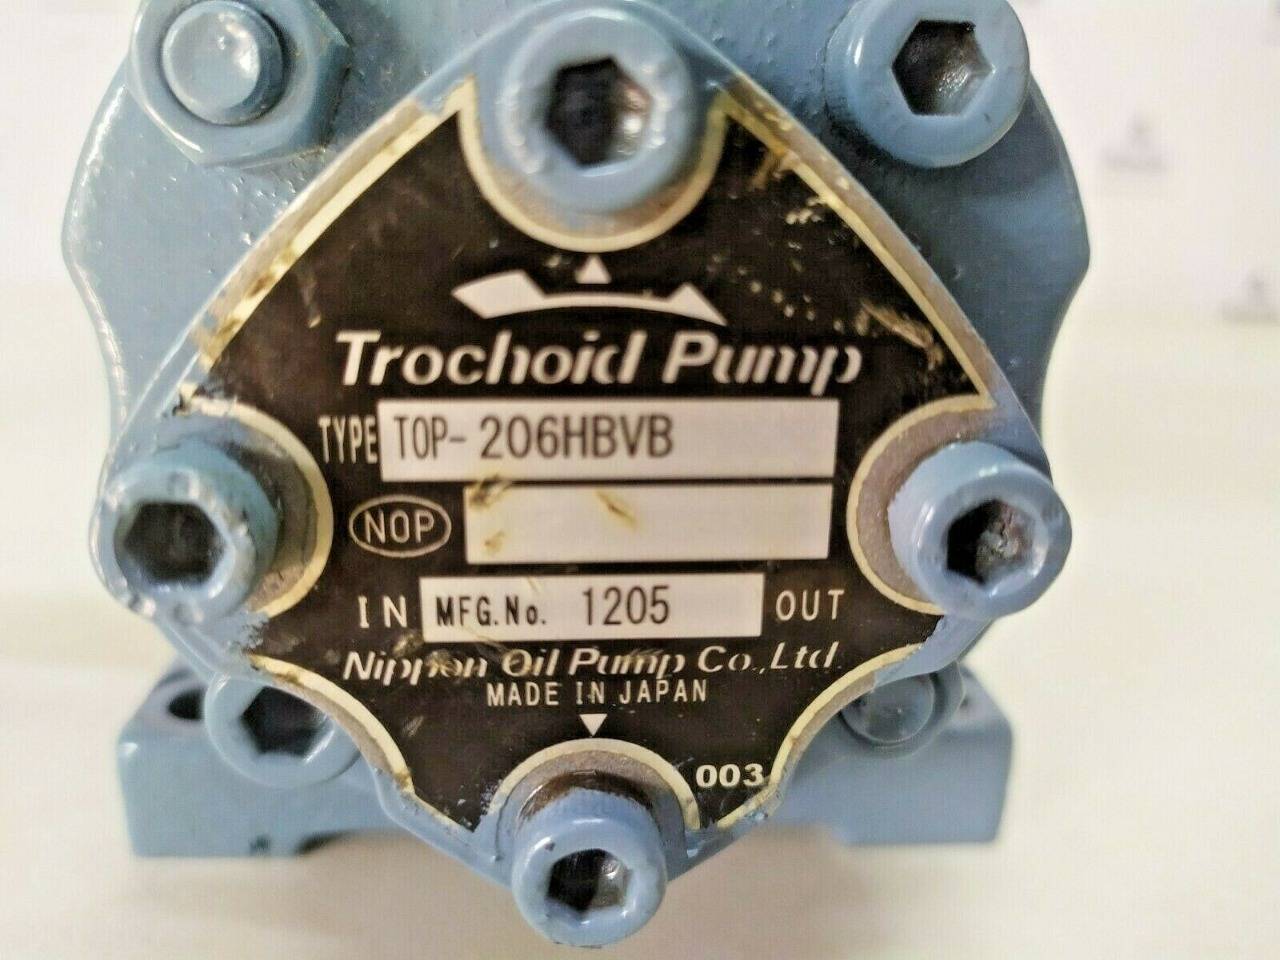 Trochoid Pump
TYPE TOP-206HBVB
NOP
IN MFG.No. 1205 OUT
Nippon Oil Pump Co.,Ltd.
MADE IN JAPAN
003